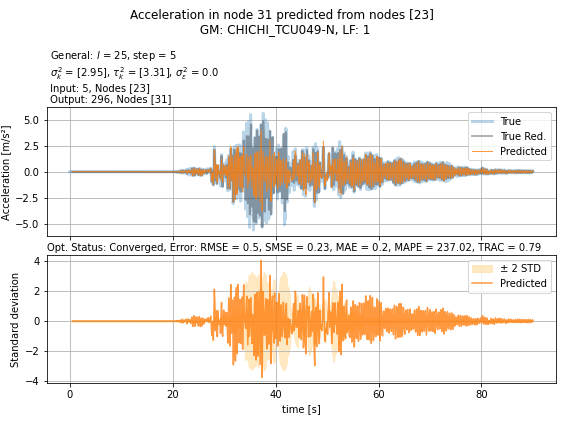 Acceleration in node 31 predicted from nodes [23]
GM: CHICHI_TCU049-N, LF: 1
General: l = 25, step = 5
σ²ₖ = [2.95], τ²ₖ = [3.31], σ²ε = 0.0
Input: 5, Nodes [23]
Output: 296, Nodes [31]
Acceleration [m/s²]
5.0
2.5
0.0
−2.5
−5.0
True
True Red.
Predicted
Opt. Status: Converged, Error: RMSE = 0.5, SMSE = 0.23, MAE = 0.2, MAPE = 237.02, TRAC = 0.79
Standard deviation
4
2
0
−2
−4
± 2 STD
Predicted
0 20 40 60 80
time [s]